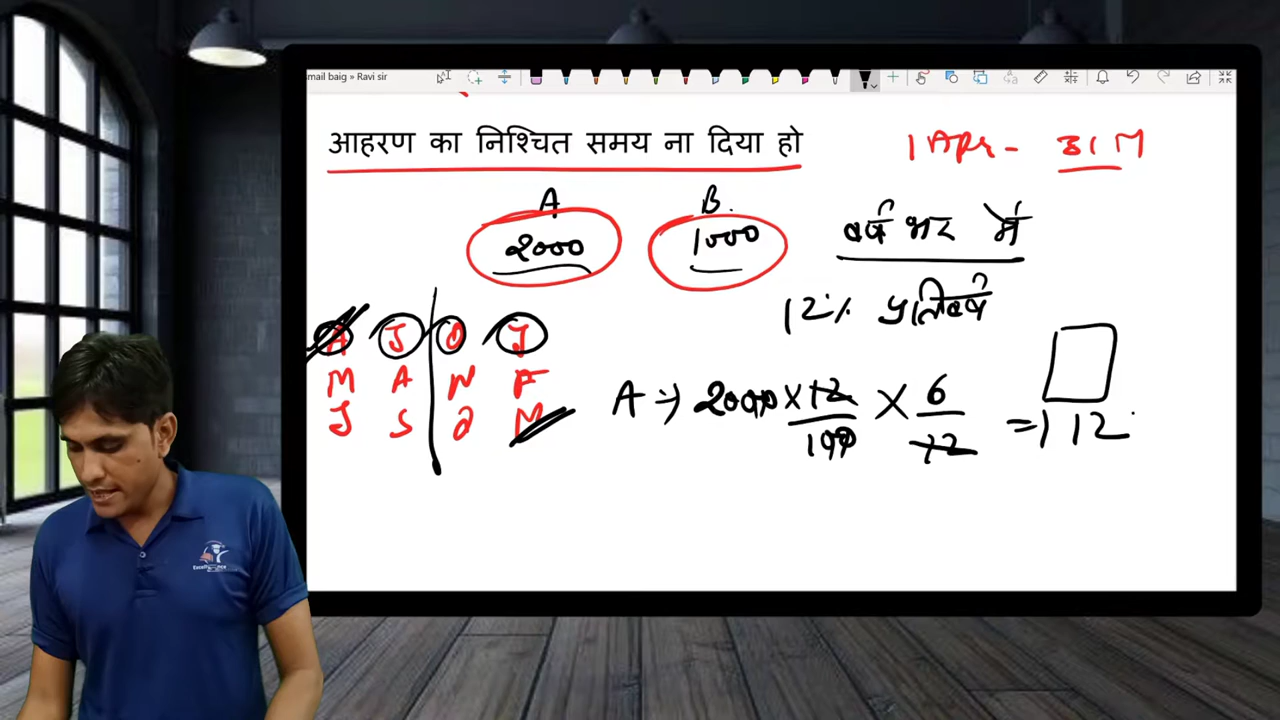 mail baig » Ravi sir
आहरण का निश्चित समय ना दिया हो
1 Apr - 31 M
A B.
2000 1000
वर्ष भर में
12% प्रतिवर्ष
A J O J
M A N F
J S D M
A => 2000 × 12/100 × 6/12 = 112